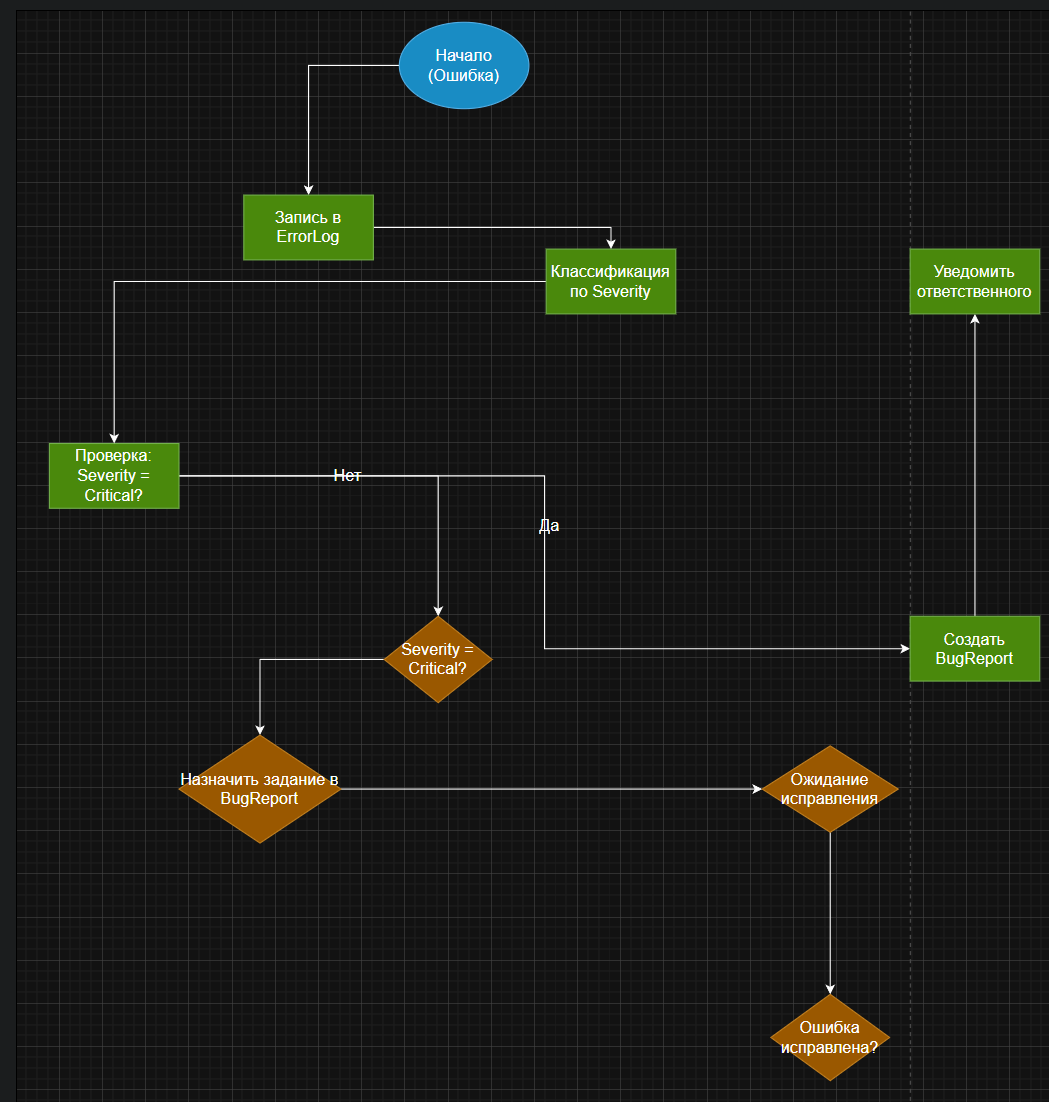 Начало
(Ошибка)
Запись в
ErrorLog
Классификация
по Severity
Уведомить
ответственного
Проверка:
Severity =
Critical?
Нет
Да
Severity =
Critical?
Создать
BugReport
Назначить задание в
BugReport
Ожидание
исправления
Ошибка
исправлена?